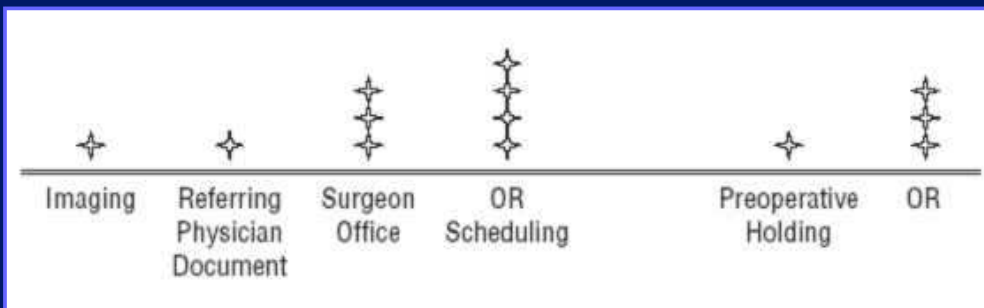 Imaging
Referring
Physician
Document
Surgeon
Office
OR
Scheduling
Preoperative
Holding
OR